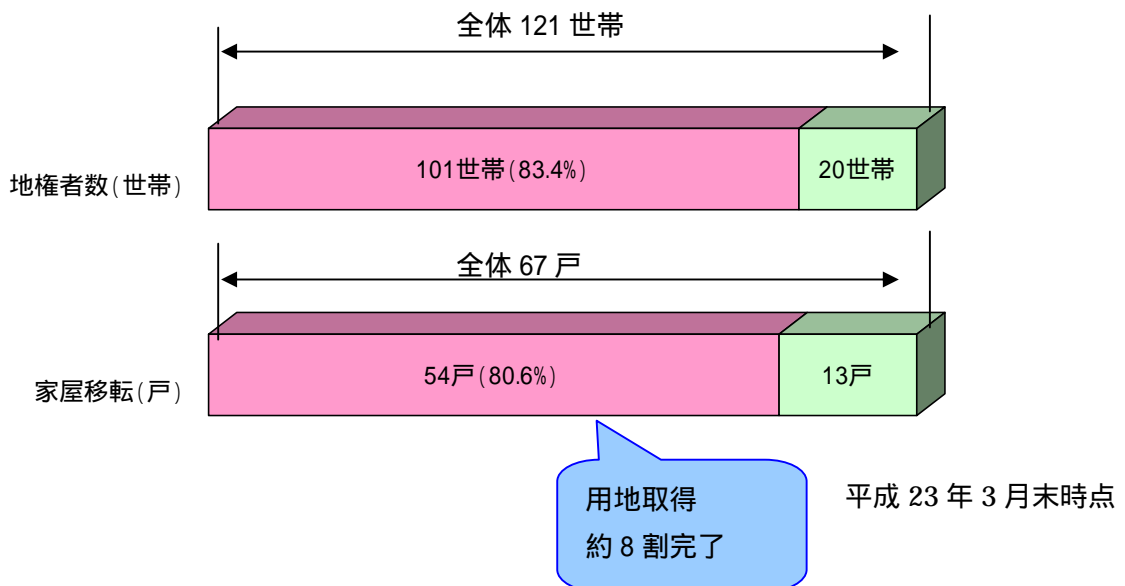 全体 121 世帯
地権者数(世帯)
101世帯(83.4%)
20世帯
全体 67 戸
家屋移転(戸)
54戸(80.6%)
13戸
用地取得
約 8 割完了
平成 23 年 3 月末時点